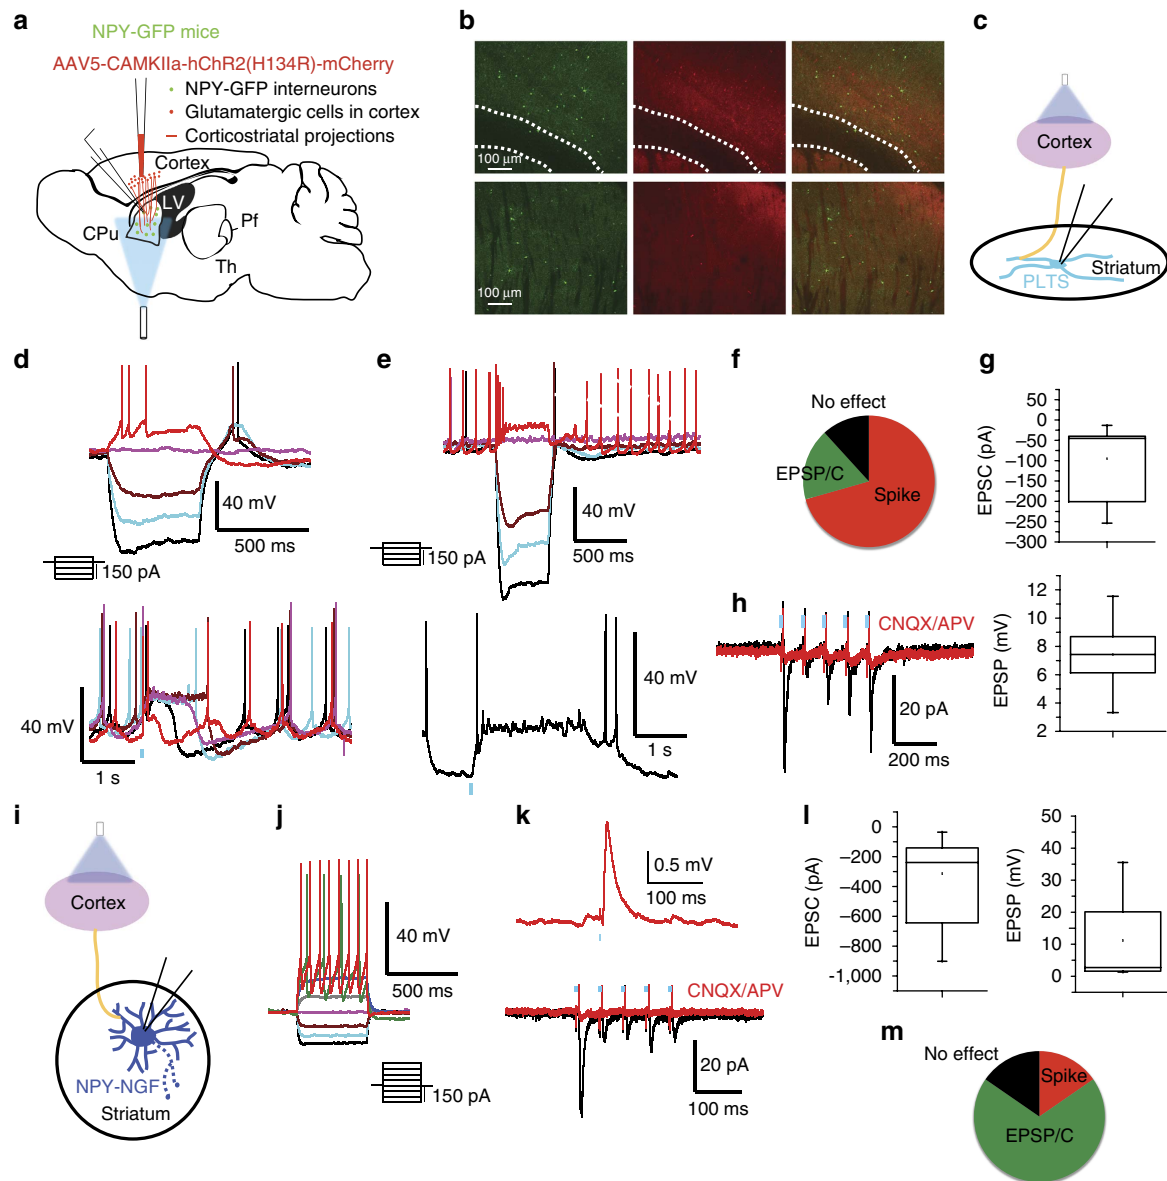 a
NPY-GFP mice
AAV5-CAMKIIa-hChR2(H134R)-mCherry
NPY-GFP interneurons
Glutamatergic cells in cortex
Corticostriatal projections
Cortex
LV
CPu
Pf
Th
b
100 μm
100 μm
c
Cortex
Striatum
PLTS
d
40 mV
500 ms
150 pA
40 mV
1 s
e
40 mV
500 ms
150 pA
40 mV
1 s
f
No effect
EPSP/C
Spike
g
EPSC (pA)
50
0
–50
–100
–150
–200
–250
–300
EPSP (mV)
12
10
8
6
4
2
h
CNQX/APV
20 pA
200 ms
i
Cortex
NPY-NGF
Striatum
j
40 mV
500 ms
150 pA
k
0.5 mV
100 ms
CNQX/APV
20 pA
100 ms
l
EPSC (pA)
0
–200
–400
–600
–800
-1,000
EPSP (mV)
50
40
30
20
10
0
m
No effect
Spike
EPSP/C